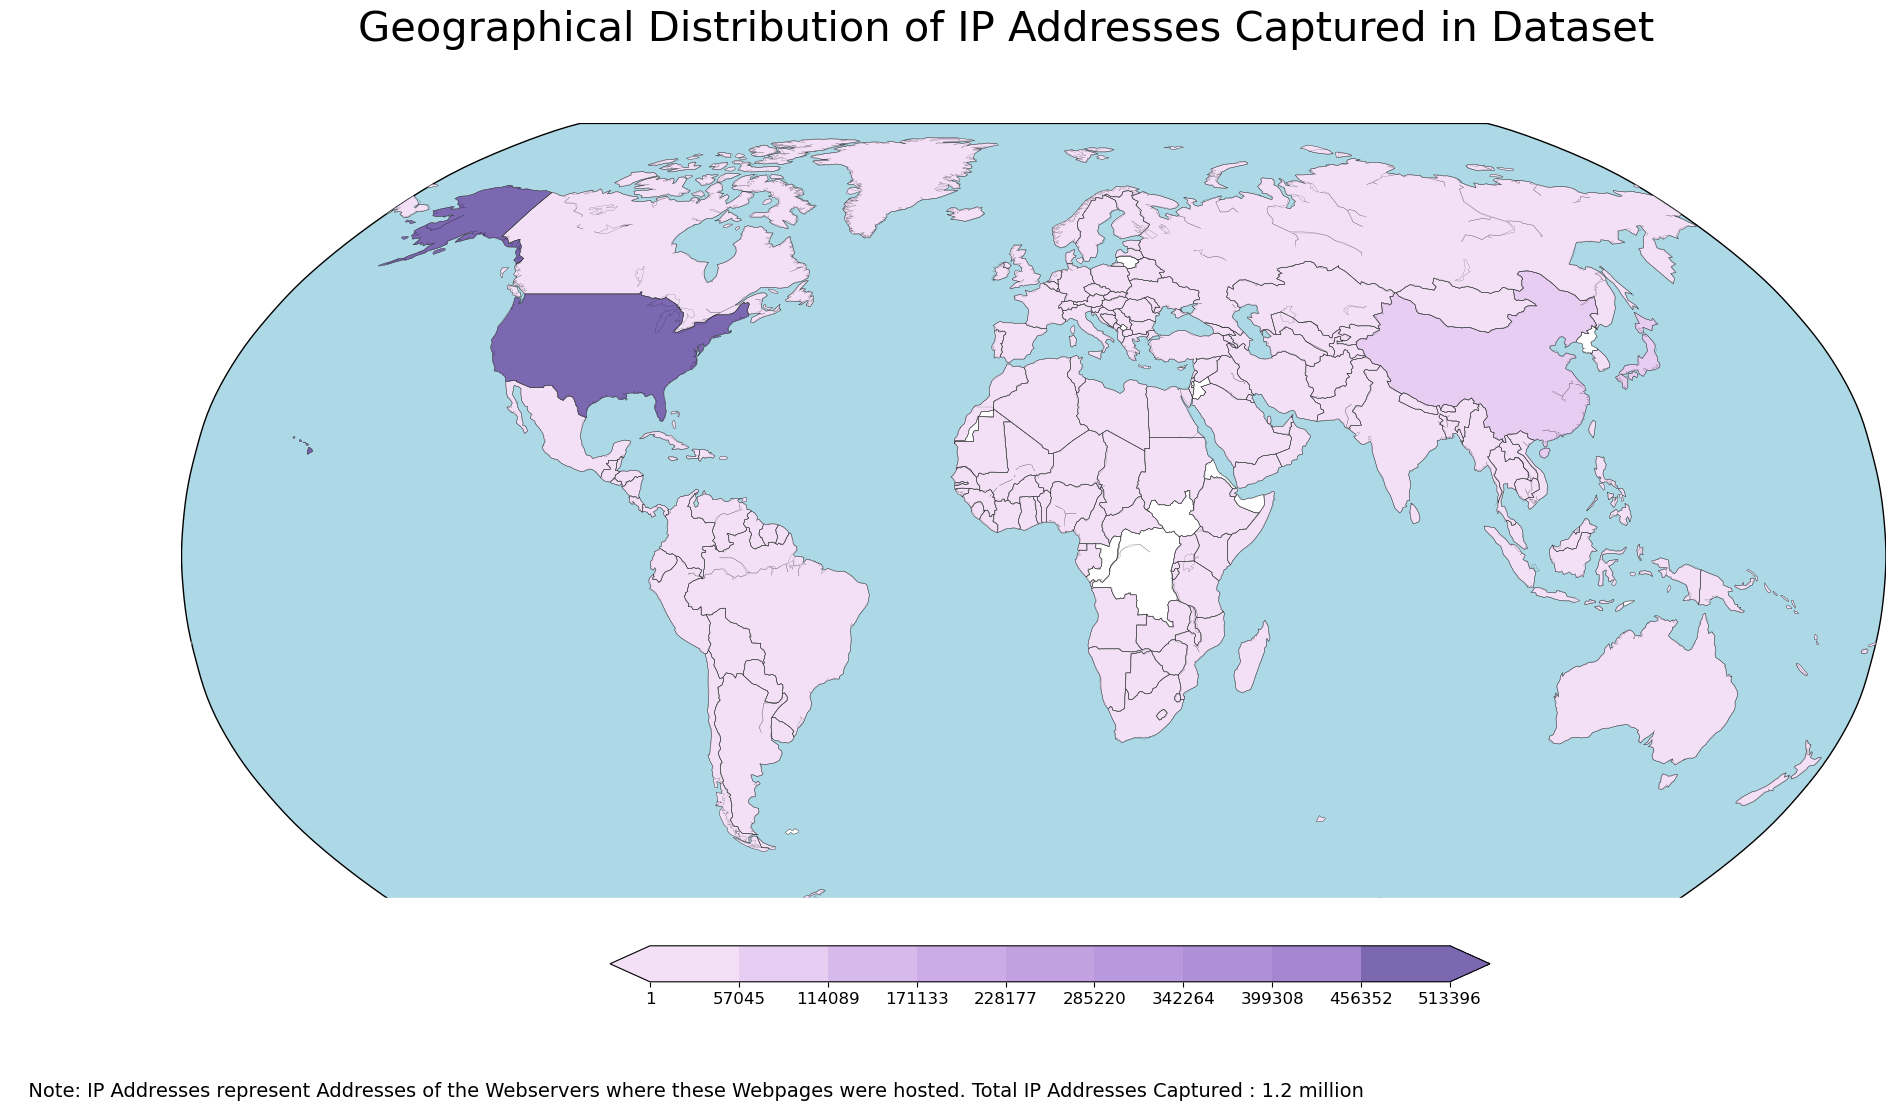 Geographical Distribution of IP Addresses Captured in Dataset
1 57045 114089 171133 228177 285220 342264 399308 456352 513396
Note: IP Addresses represent Addresses of the Webservers where these Webpages were hosted. Total IP Addresses Captured : 1.2 million